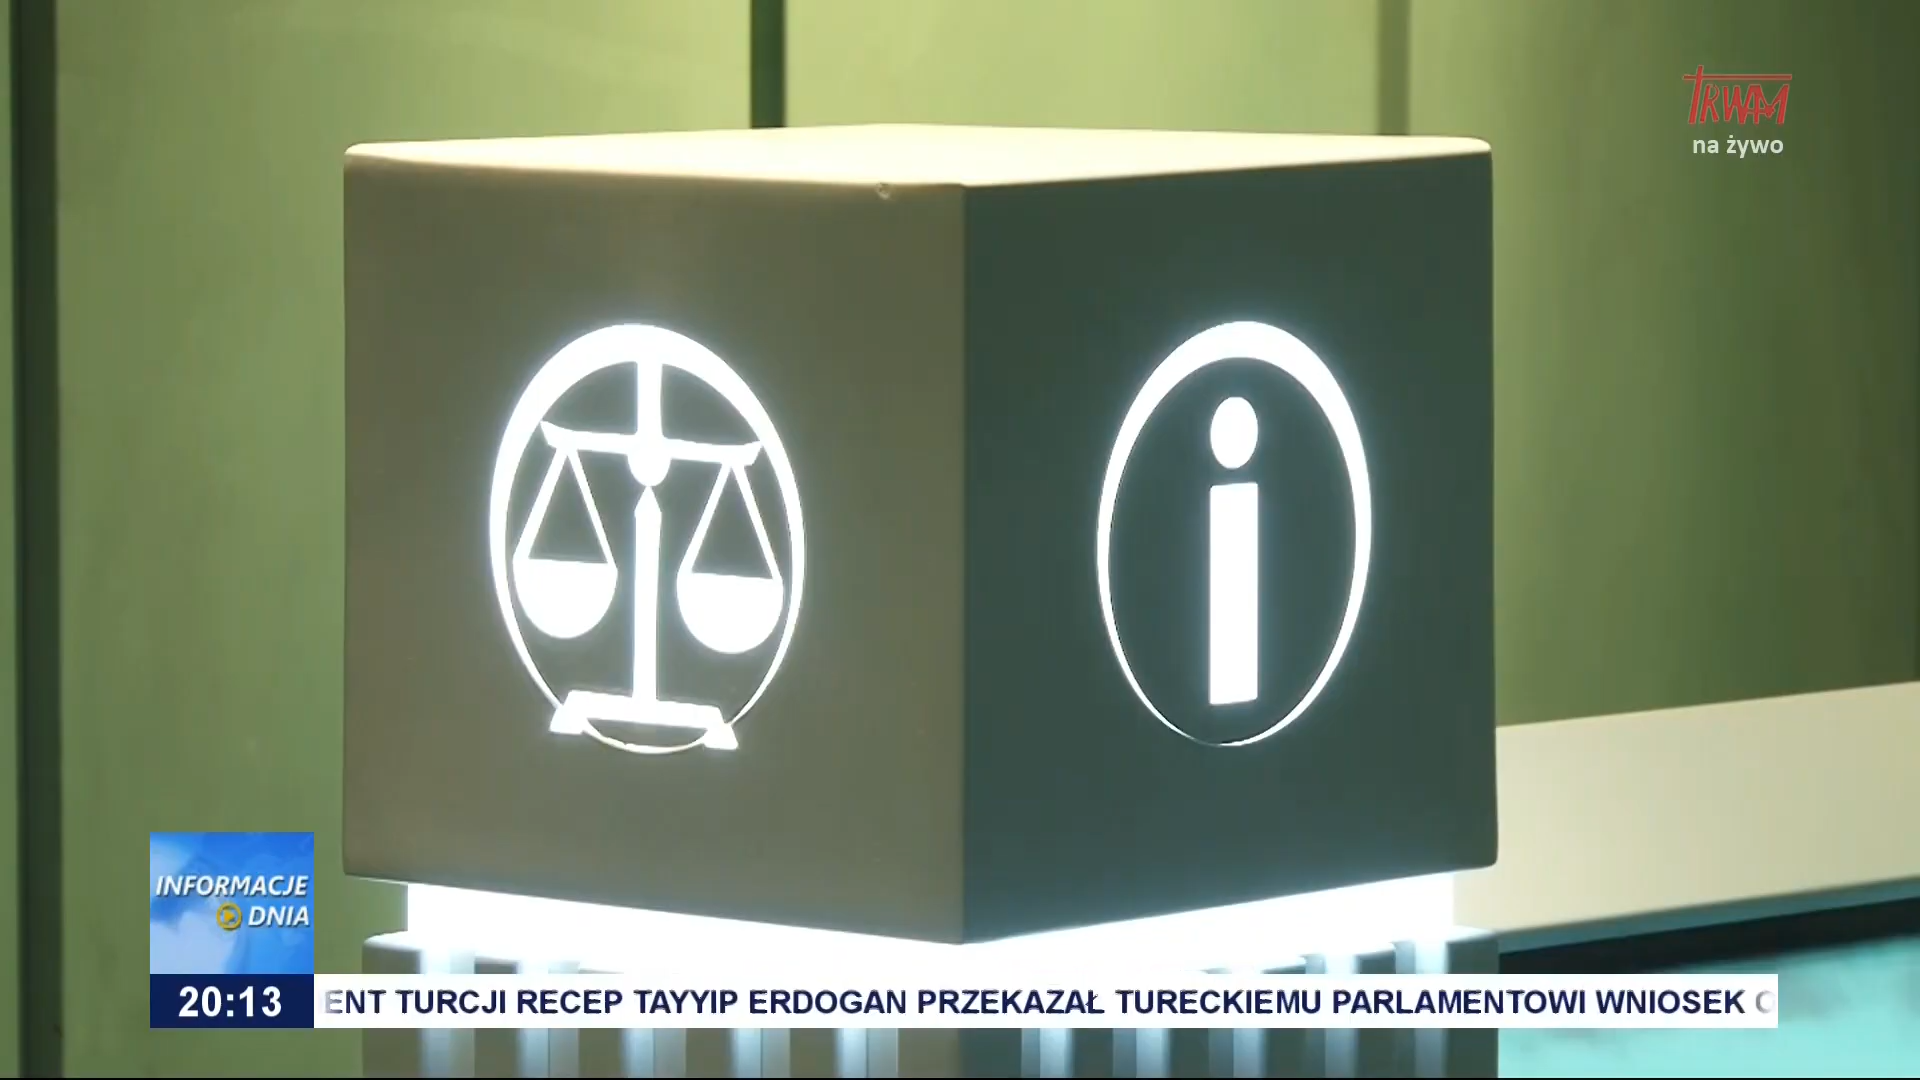 TRWAM
na żywo
i
INFORMACJE
DNIA
20:13
ENT TURCJI RECEP TAYYIP ERDOGAN PRZEKAZAŁ TURECKIEMU PARLAMENTOWI WNIOSEK O